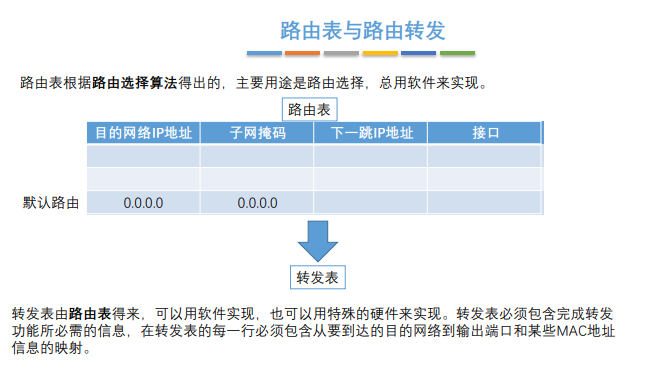 路由表与路由转发
路由表根据路由选择算法得出的，主要用途是路由选择，总用软件来实现。
路由表
目的网络IP地址 子网掩码 下一跳IP地址 接口
默认路由 0.0.0.0 0.0.0.0
转发表
转发表由路由表得来，可以用软件实现，也可以用特殊的硬件来实现。转发表必须包含完成转发
功能所必需的信息，在转发表的每一行必须包含从要到达的目的网络到输出端口和某些MAC地址
信息的映射。